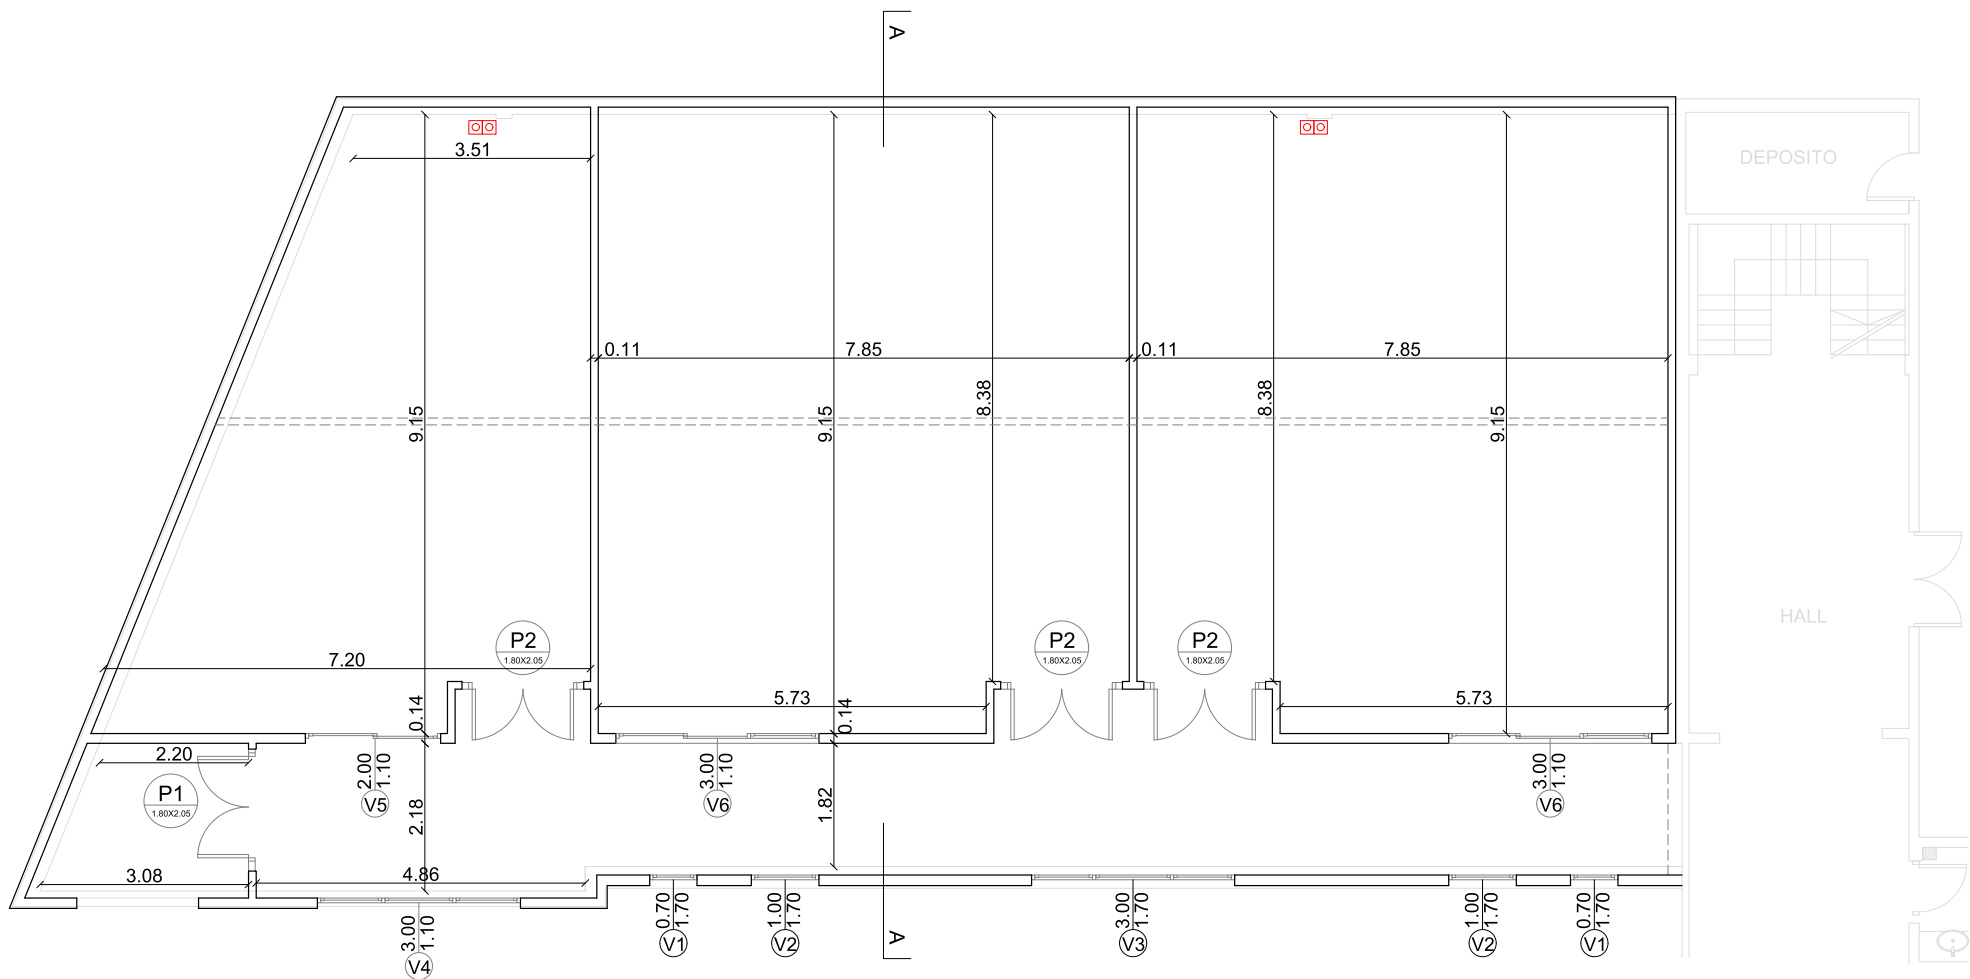 A
DEPOSITO
3.51
0.11
7.85
0.11
7.85
9.15
9.15
8.38
8.38
9.15
HALL
P2
1.80X2.05
P2
1.80X2.05
P2
1.80X2.05
7.20
5.73
5.73
0.14
0.14
2.20
P1
1.80X2.05
2.00
1.10
V5
3.00
1.10
V6
3.00
1.10
V6
2.18
1.82
3.08
4.86
3.00
1.10
V4
0.70
1.70
V1
1.00
1.70
V2
A
3.00
1.70
V3
1.00
1.70
V2
0.70
1.70
V1